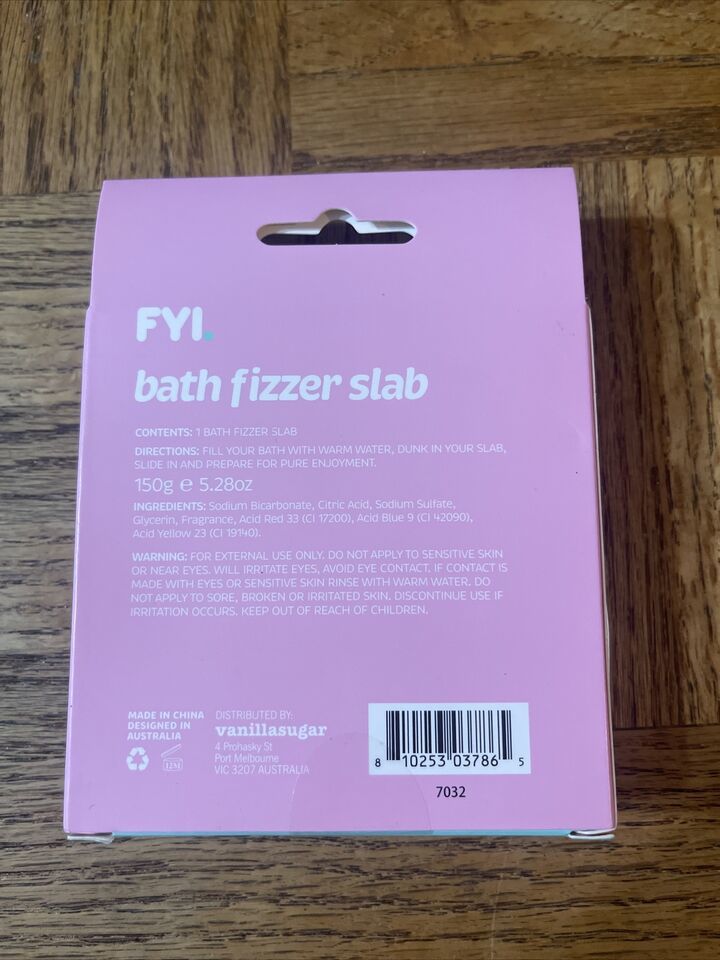 FYI.
bath fizzer slab
CONTENTS: 1 BATH FIZZER SLAB
DIRECTIONS: FILL YOUR BATH WITH WARM WATER, DUNK IN YOUR SLAB,
SLIDE IN AND PREPARE FOR PURE ENJOYMENT.
150g e 5.28oz
INGREDIENTS: Sodium Bicarbonate, Citric Acid, Sodium Sulfate,
Glycerin, Fragrance, Acid Red 33 (CI 17200), Acid Blue 9 (CI 42090),
Acid Yellow 23 (CI 19140).
WARNING: FOR EXTERNAL USE ONLY. DO NOT APPLY TO SENSITIVE SKIN
OR NEAR EYES. WILL IRRITATE EYES, AVOID EYE CONTACT. IF CONTACT IS
MADE WITH EYES OR SENSITIVE SKIN RINSE WITH WARM WATER. DO
NOT APPLY TO SORE, BROKEN OR IRRITATED SKIN. DISCONTINUE USE IF
IRRITATION OCCURS. KEEP OUT OF REACH OF CHILDREN.
MADE IN CHINA
DESIGNED IN
AUSTRALIA
12M
DISTRIBUTED BY:
vanillasugar
4 Prohasky St
Port Melbourne
VIC 3207 AUSTRALIA
8 10253 03786 5
7032